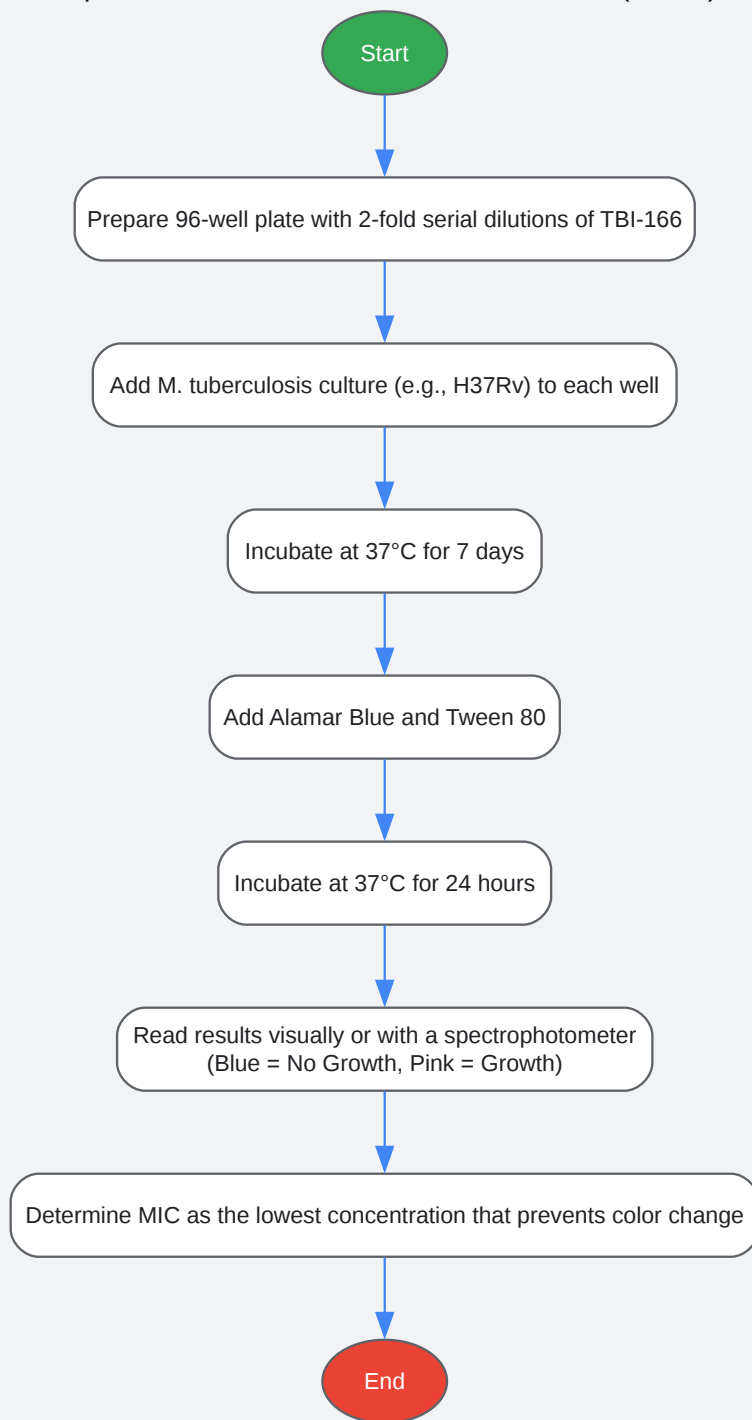 Start
Prepare 96-well plate with 2-fold serial dilutions of TBI-166
Add M. tuberculosis culture (e.g., H37Rv) to each well
Incubate at 37°C for 7 days
Add Alamar Blue and Tween 80
Incubate at 37°C for 24 hours
Read results visually or with a spectrophotometer
(Blue = No Growth, Pink = Growth)
Determine MIC as the lowest concentration that prevents color change
End